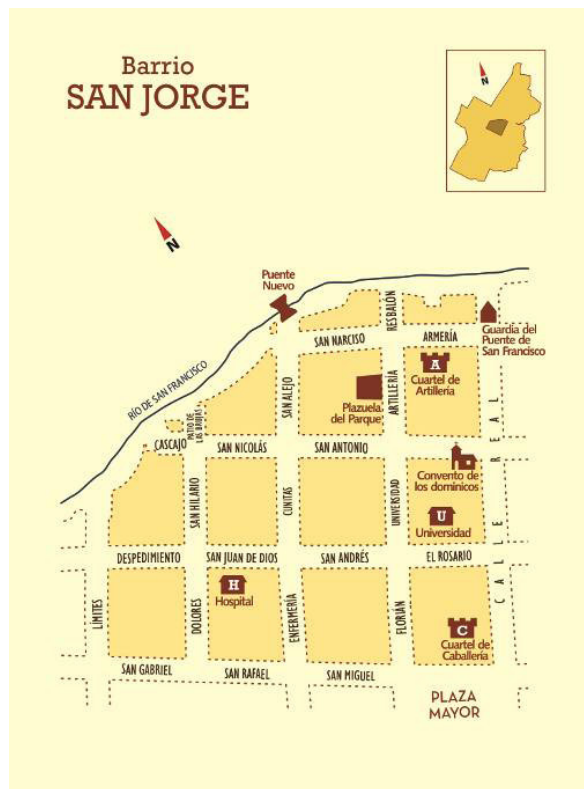 Barrio
SAN JORGE
N
N
Puente
Nuevo
RESBALÓN
SAN NARCISO
ARMERÍA
Guardia del
Puente de
San Francisco
RÍO DE SAN FRANCISCO
SAN ALEJO
A
Cuartel de
Artillería
ARTILLERÍA
Plazuela
del Parque
PATIO DE
LAS BRUJAS
CASCAJO
SAN NICOLÁS
SAN ANTONIO
CALLE REAL
Convento de
los domínicos
SAN HILARIO
CUNITAS
UNIVERSIDAD
U
Universidad
DESPEDIMIENTO
SAN JUAN DE DIOS
SAN ANDRÉS
EL ROSARIO
H
Hospital
LÍMITES
DOLORES
ENFERMERÍA
FLORIÁN
C
Cuartel de
Caballería
SAN GABRIEL
SAN RAFAEL
SAN MIGUEL
PLAZA
MAYOR